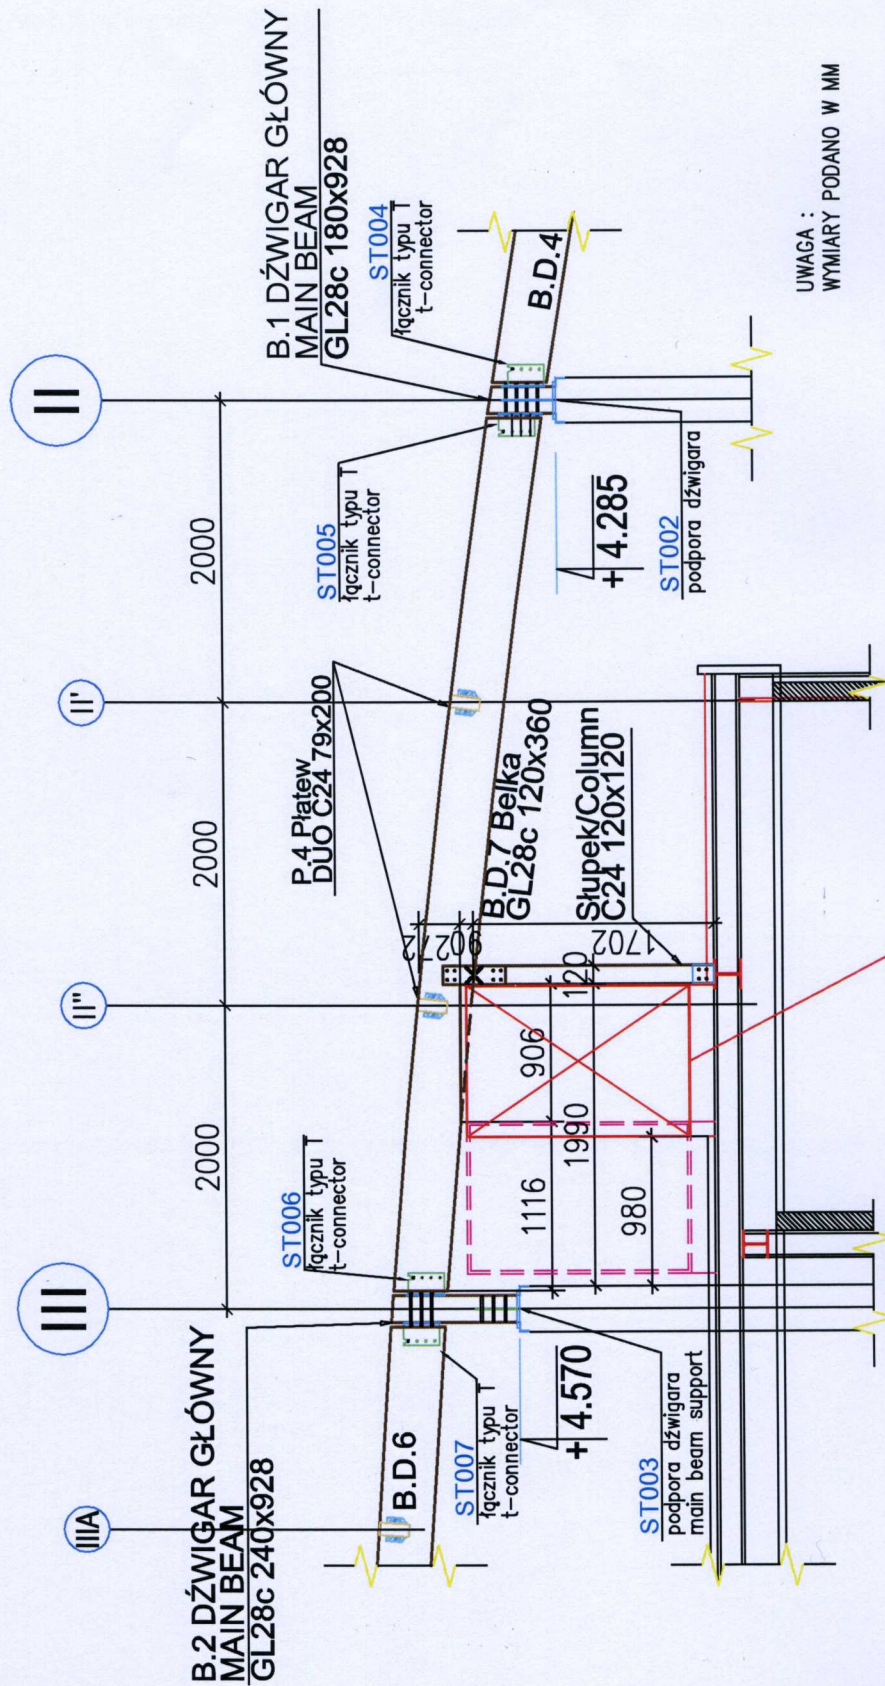 IIIA
III
II"
II'
II
2000
2000
2000
B.2 DŹWIGAR GŁÓWNY
MAIN BEAM
GL28c 240x928
ST006
łącznik typu T
t-connector
P.4 Płatew
DUO C24 79x200
ST005
łącznik typu T
t-connector
B.1 DŹWIGAR GŁÓWNY
MAIN BEAM
GL28c 180x928
ST004
łącznik typu T
t-connector
B.D.6
B.D.4
ST007
łącznik typu T
t-connector
+ 4.570
ST003
podpora dźwigara
main beam support
B.D.7 Belka
GL28c 120x360
Słupek/Column
C24 120x120
1702
120
906
1116
1990
980
+ 4.285
ST002
podpora dźwigara
UWAGA :
WYMIARY PODANO W MM